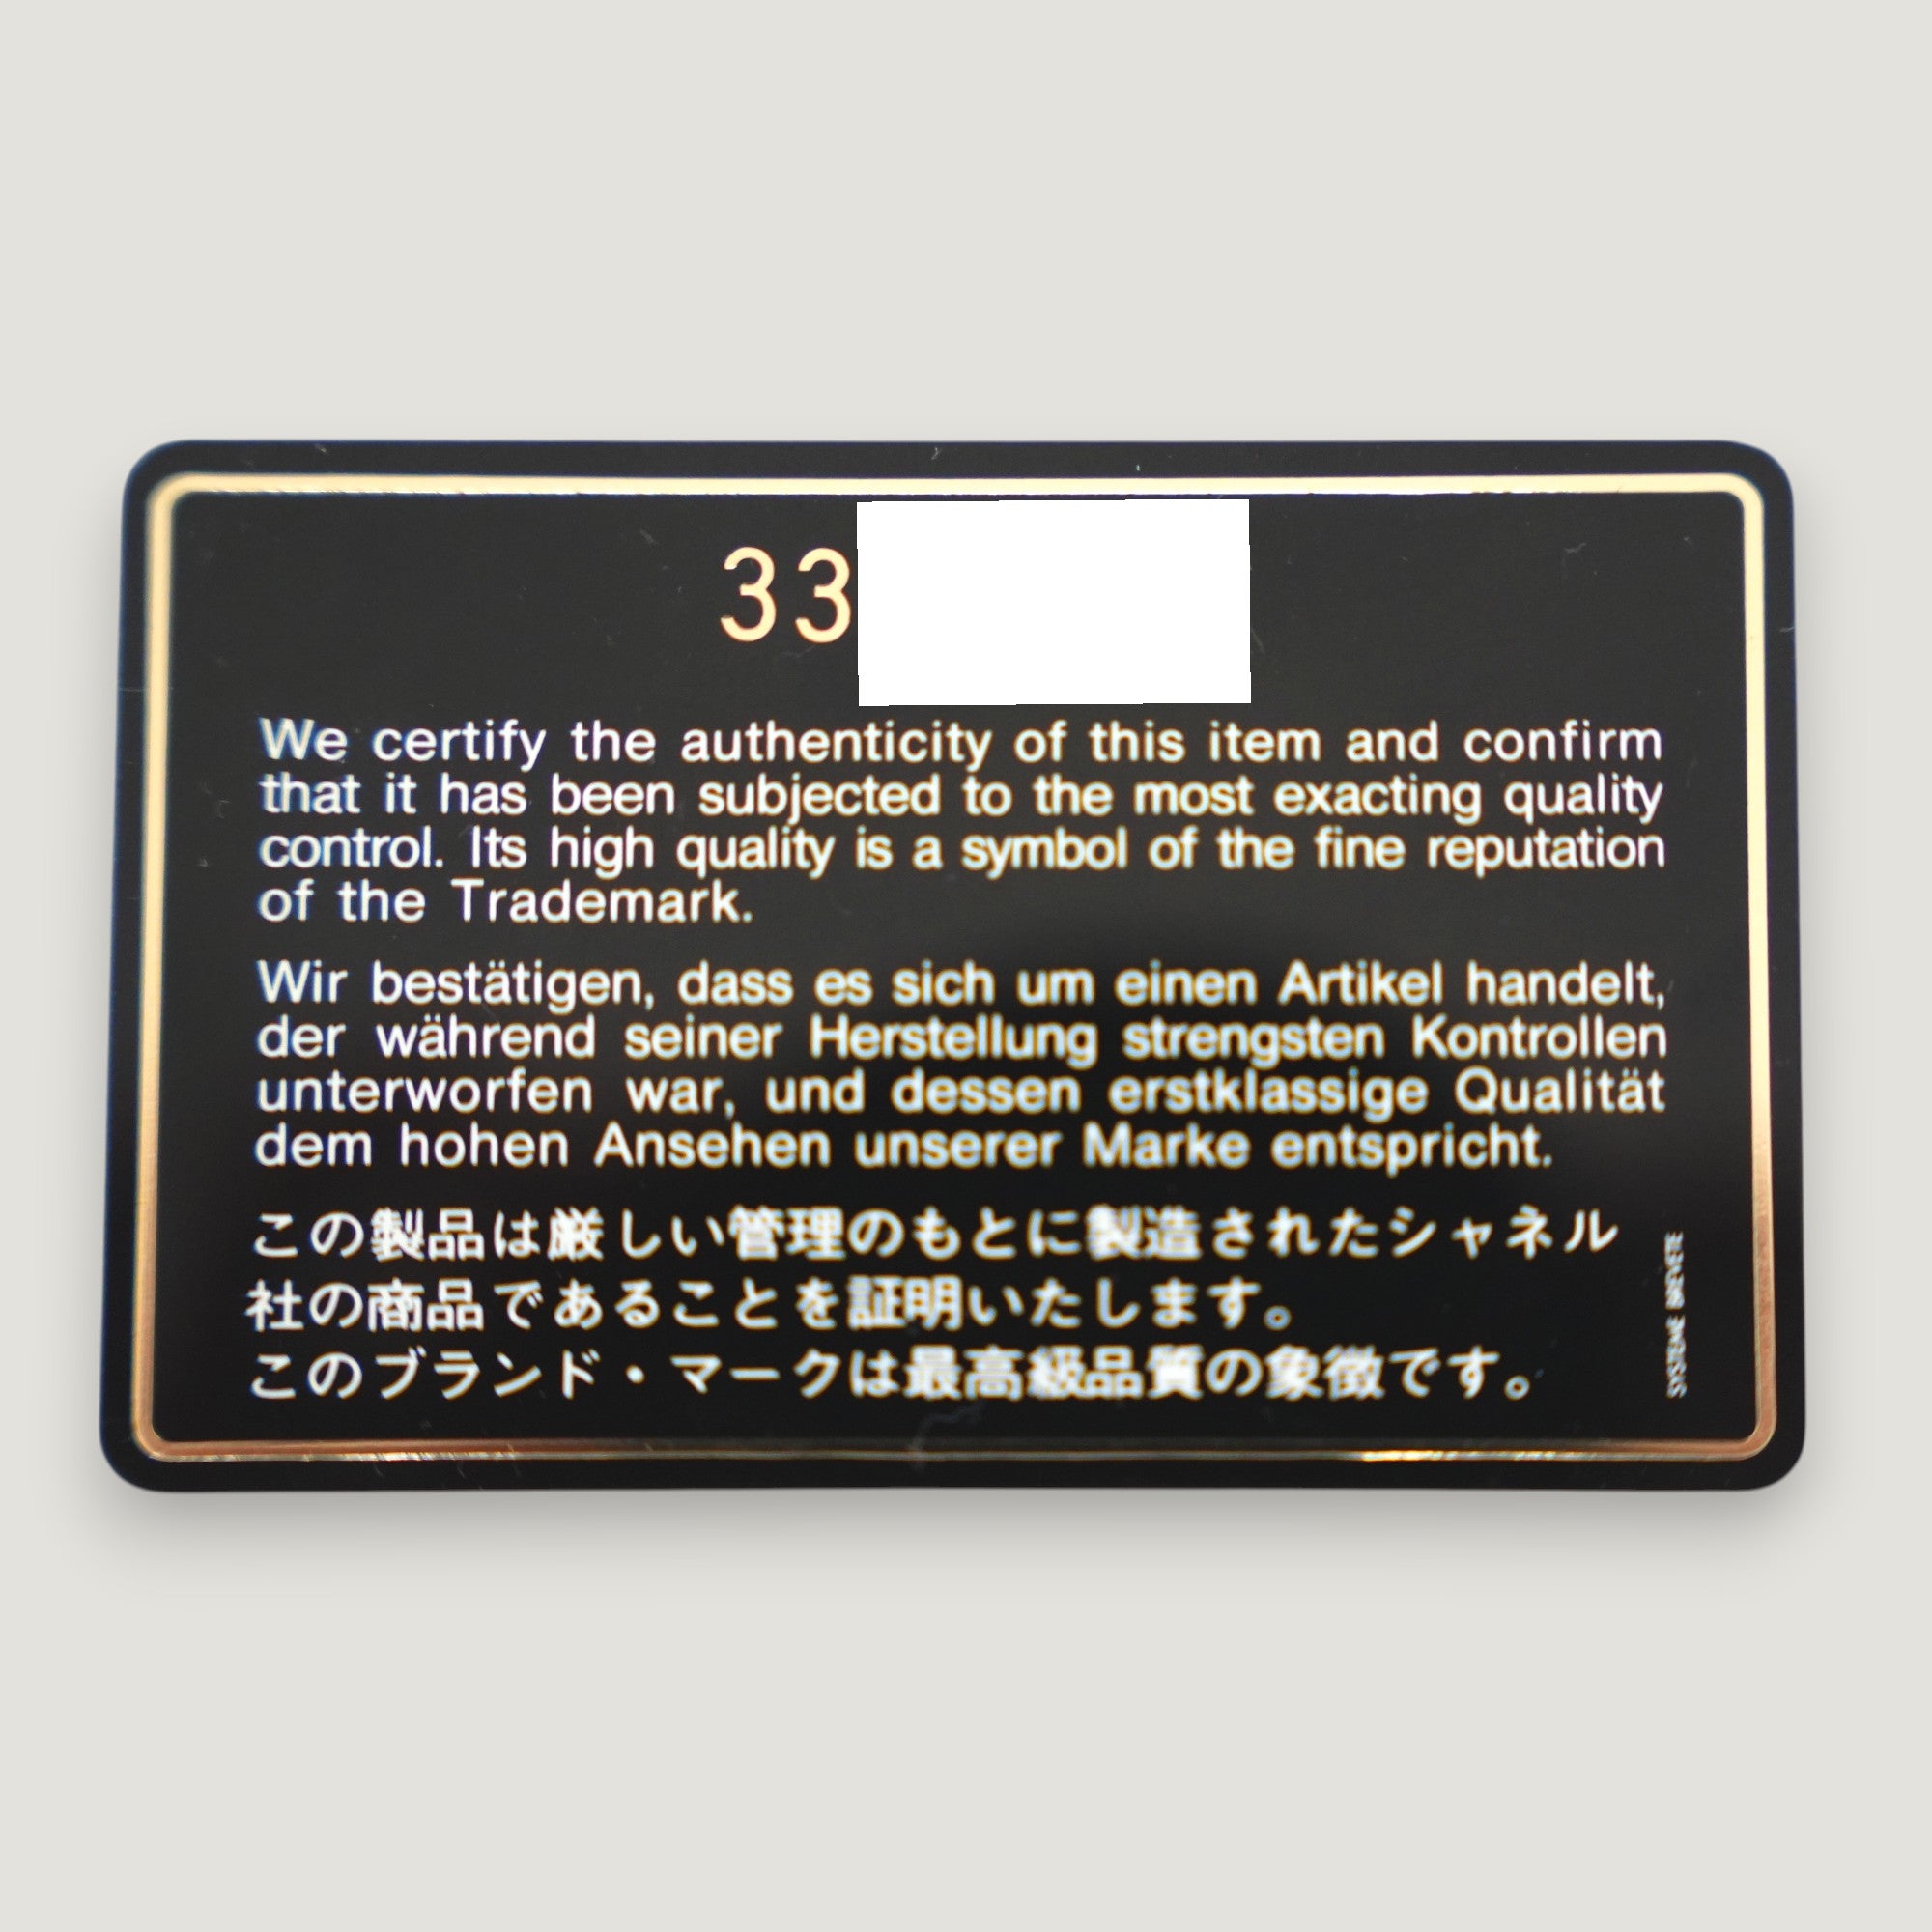 33
We certify the authenticity of this item and confirm
that it has been subjected to the most exacting quality
control. Its high quality is a symbol of the fine reputation
of the Trademark.
Wir bestätigen, dass es sich um einen Artikel handelt,
der während seiner Herstellung strengsten Kontrollen
unterworfen war, und dessen erstklassige Qualität
dem hohen Ansehen unserer Marke entspricht.
この製品は厳しい管理のもとに製造されたシャネル
社の商品であることを証明いたします。
このブランド・マークは最高級品質の象徴です。
SYSTEME BREVETE